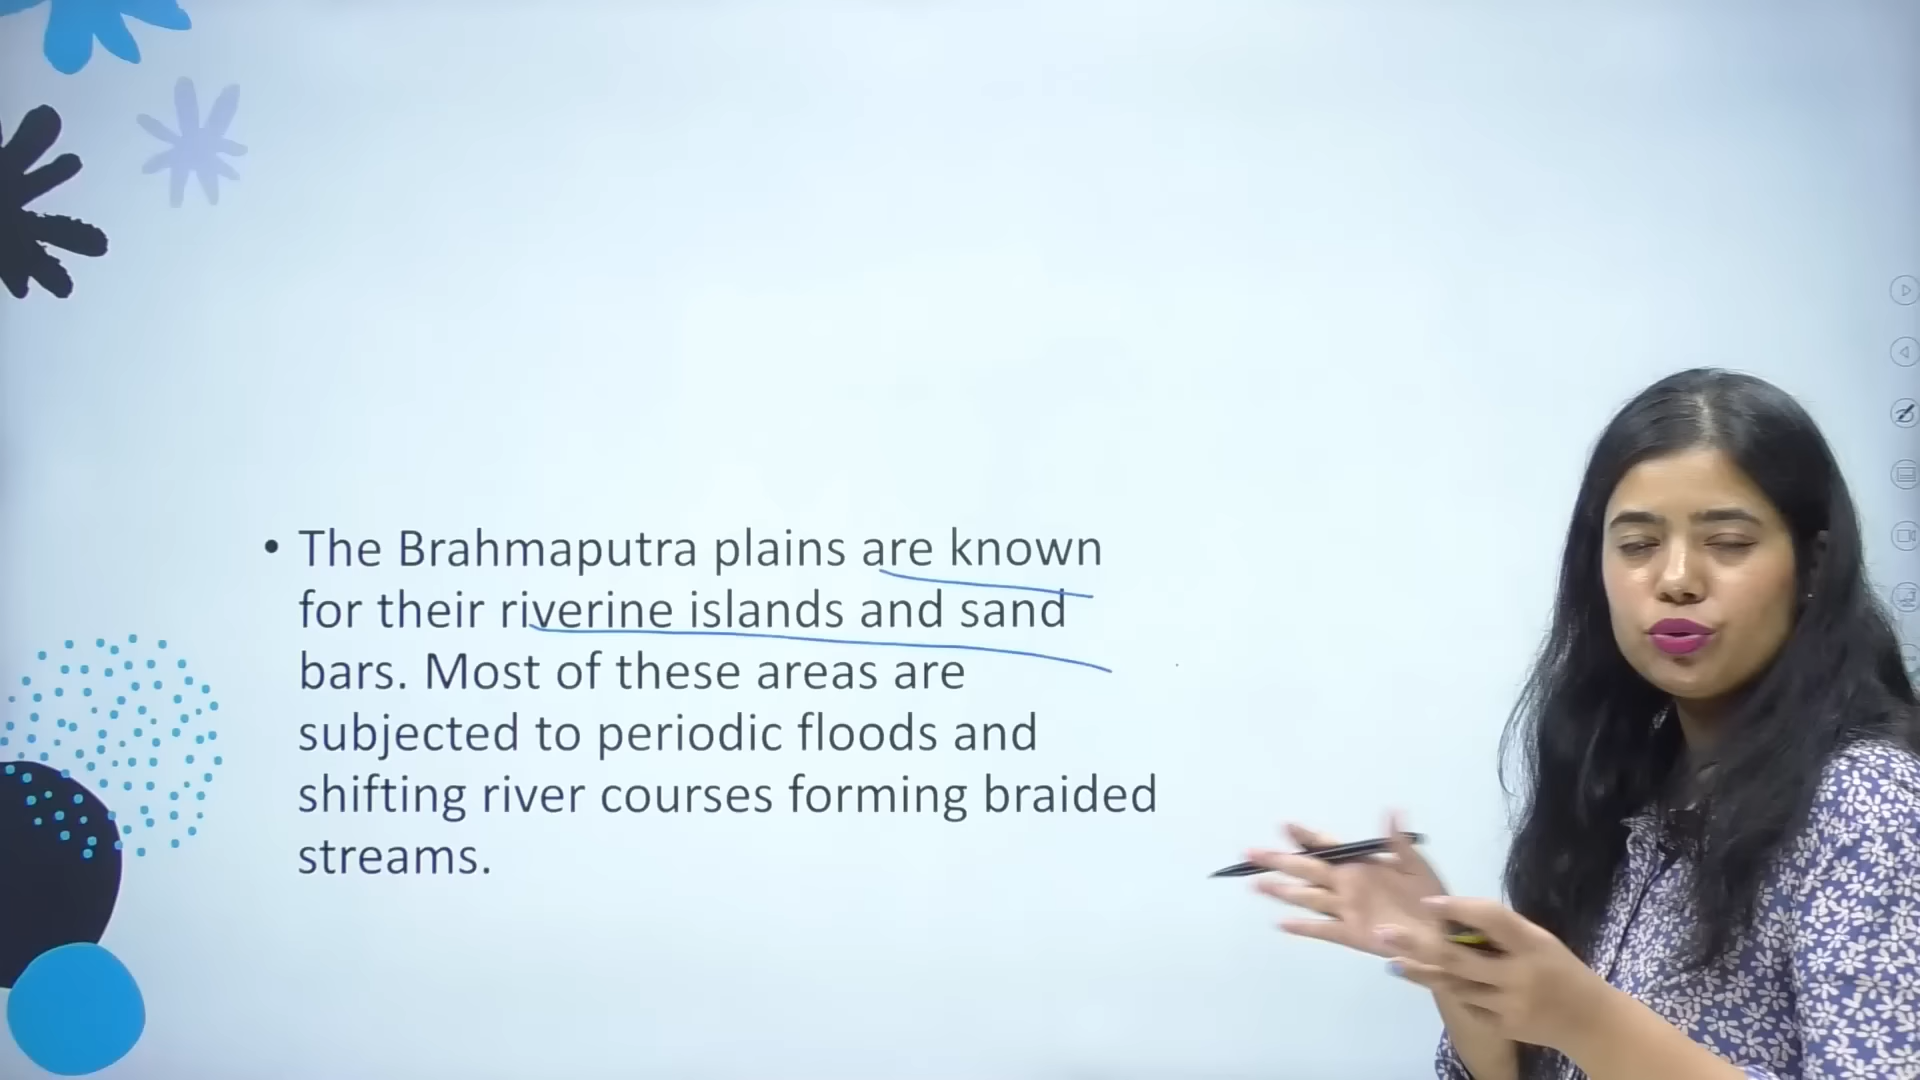 • The Brahmaputra plains are known
for their riverine islands and sand
bars. Most of these areas are
subjected to periodic floods and
shifting river courses forming braided
streams.